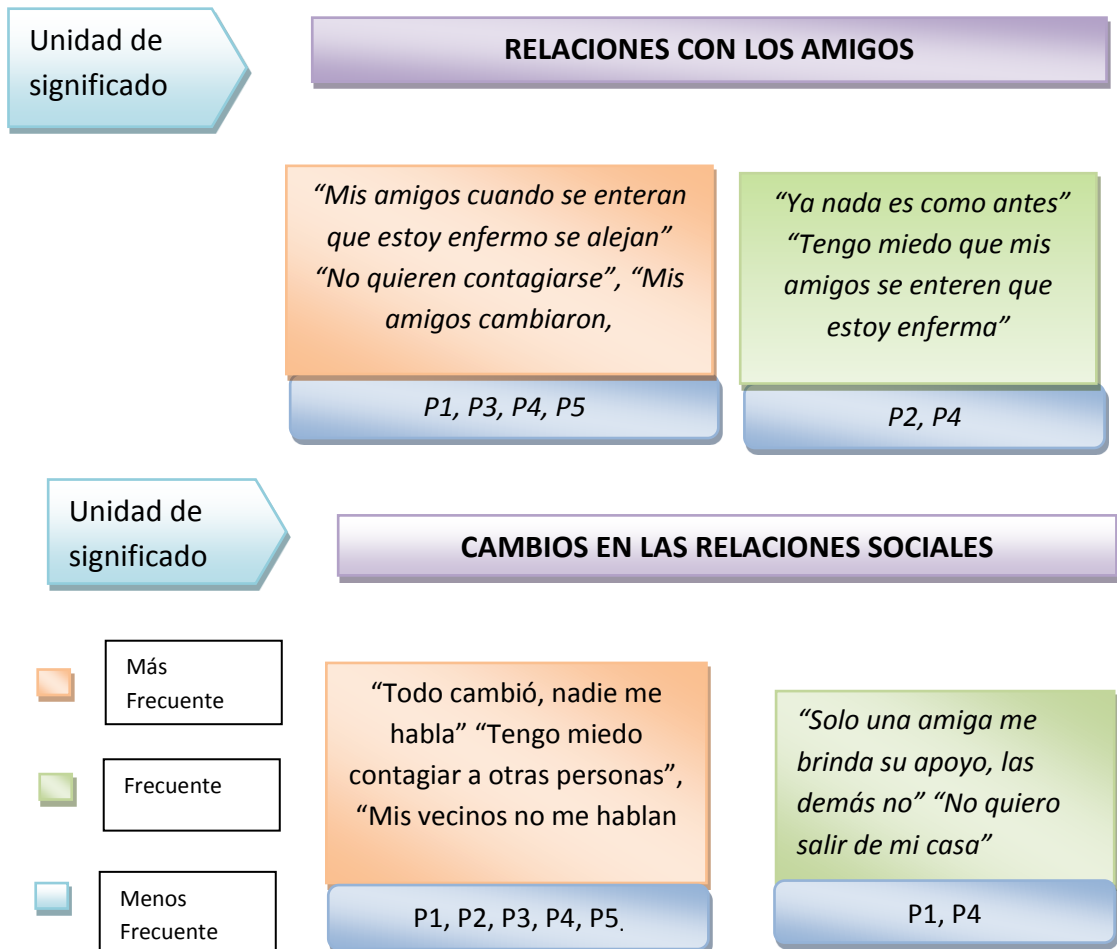 Unidad de
significado
RELACIONES CON LOS AMIGOS
“Mis amigos cuando se enteran
que estoy enfermo se alejan”
“No quieren contagiarse”, “Mis
amigos cambiaron,
P1, P3, P4, P5
“Ya nada es como antes”
“Tengo miedo que mis
amigos se enteren que
estoy enferma”
P2, P4
Unidad de
significado
CAMBIOS EN LAS RELACIONES SOCIALES
Más
Frecuente
Frecuente
Menos
Frecuente
“Todo cambió, nadie me
habla” “Tengo miedo
contagiar a otras personas”,
“Mis vecinos no me hablan
P1, P2, P3, P4, P5.
“Solo una amiga me
brinda su apoyo, las
demás no” “No quiero
salir de mi casa”
P1, P4